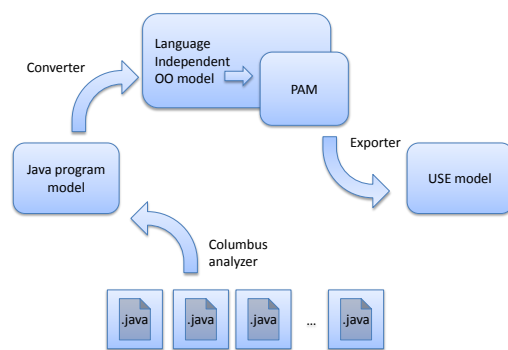 Language
Independent
OO model
PAM
Converter
Exporter
Java program
model
USE model
Columbus
analyzer
.java .java .java ... .java